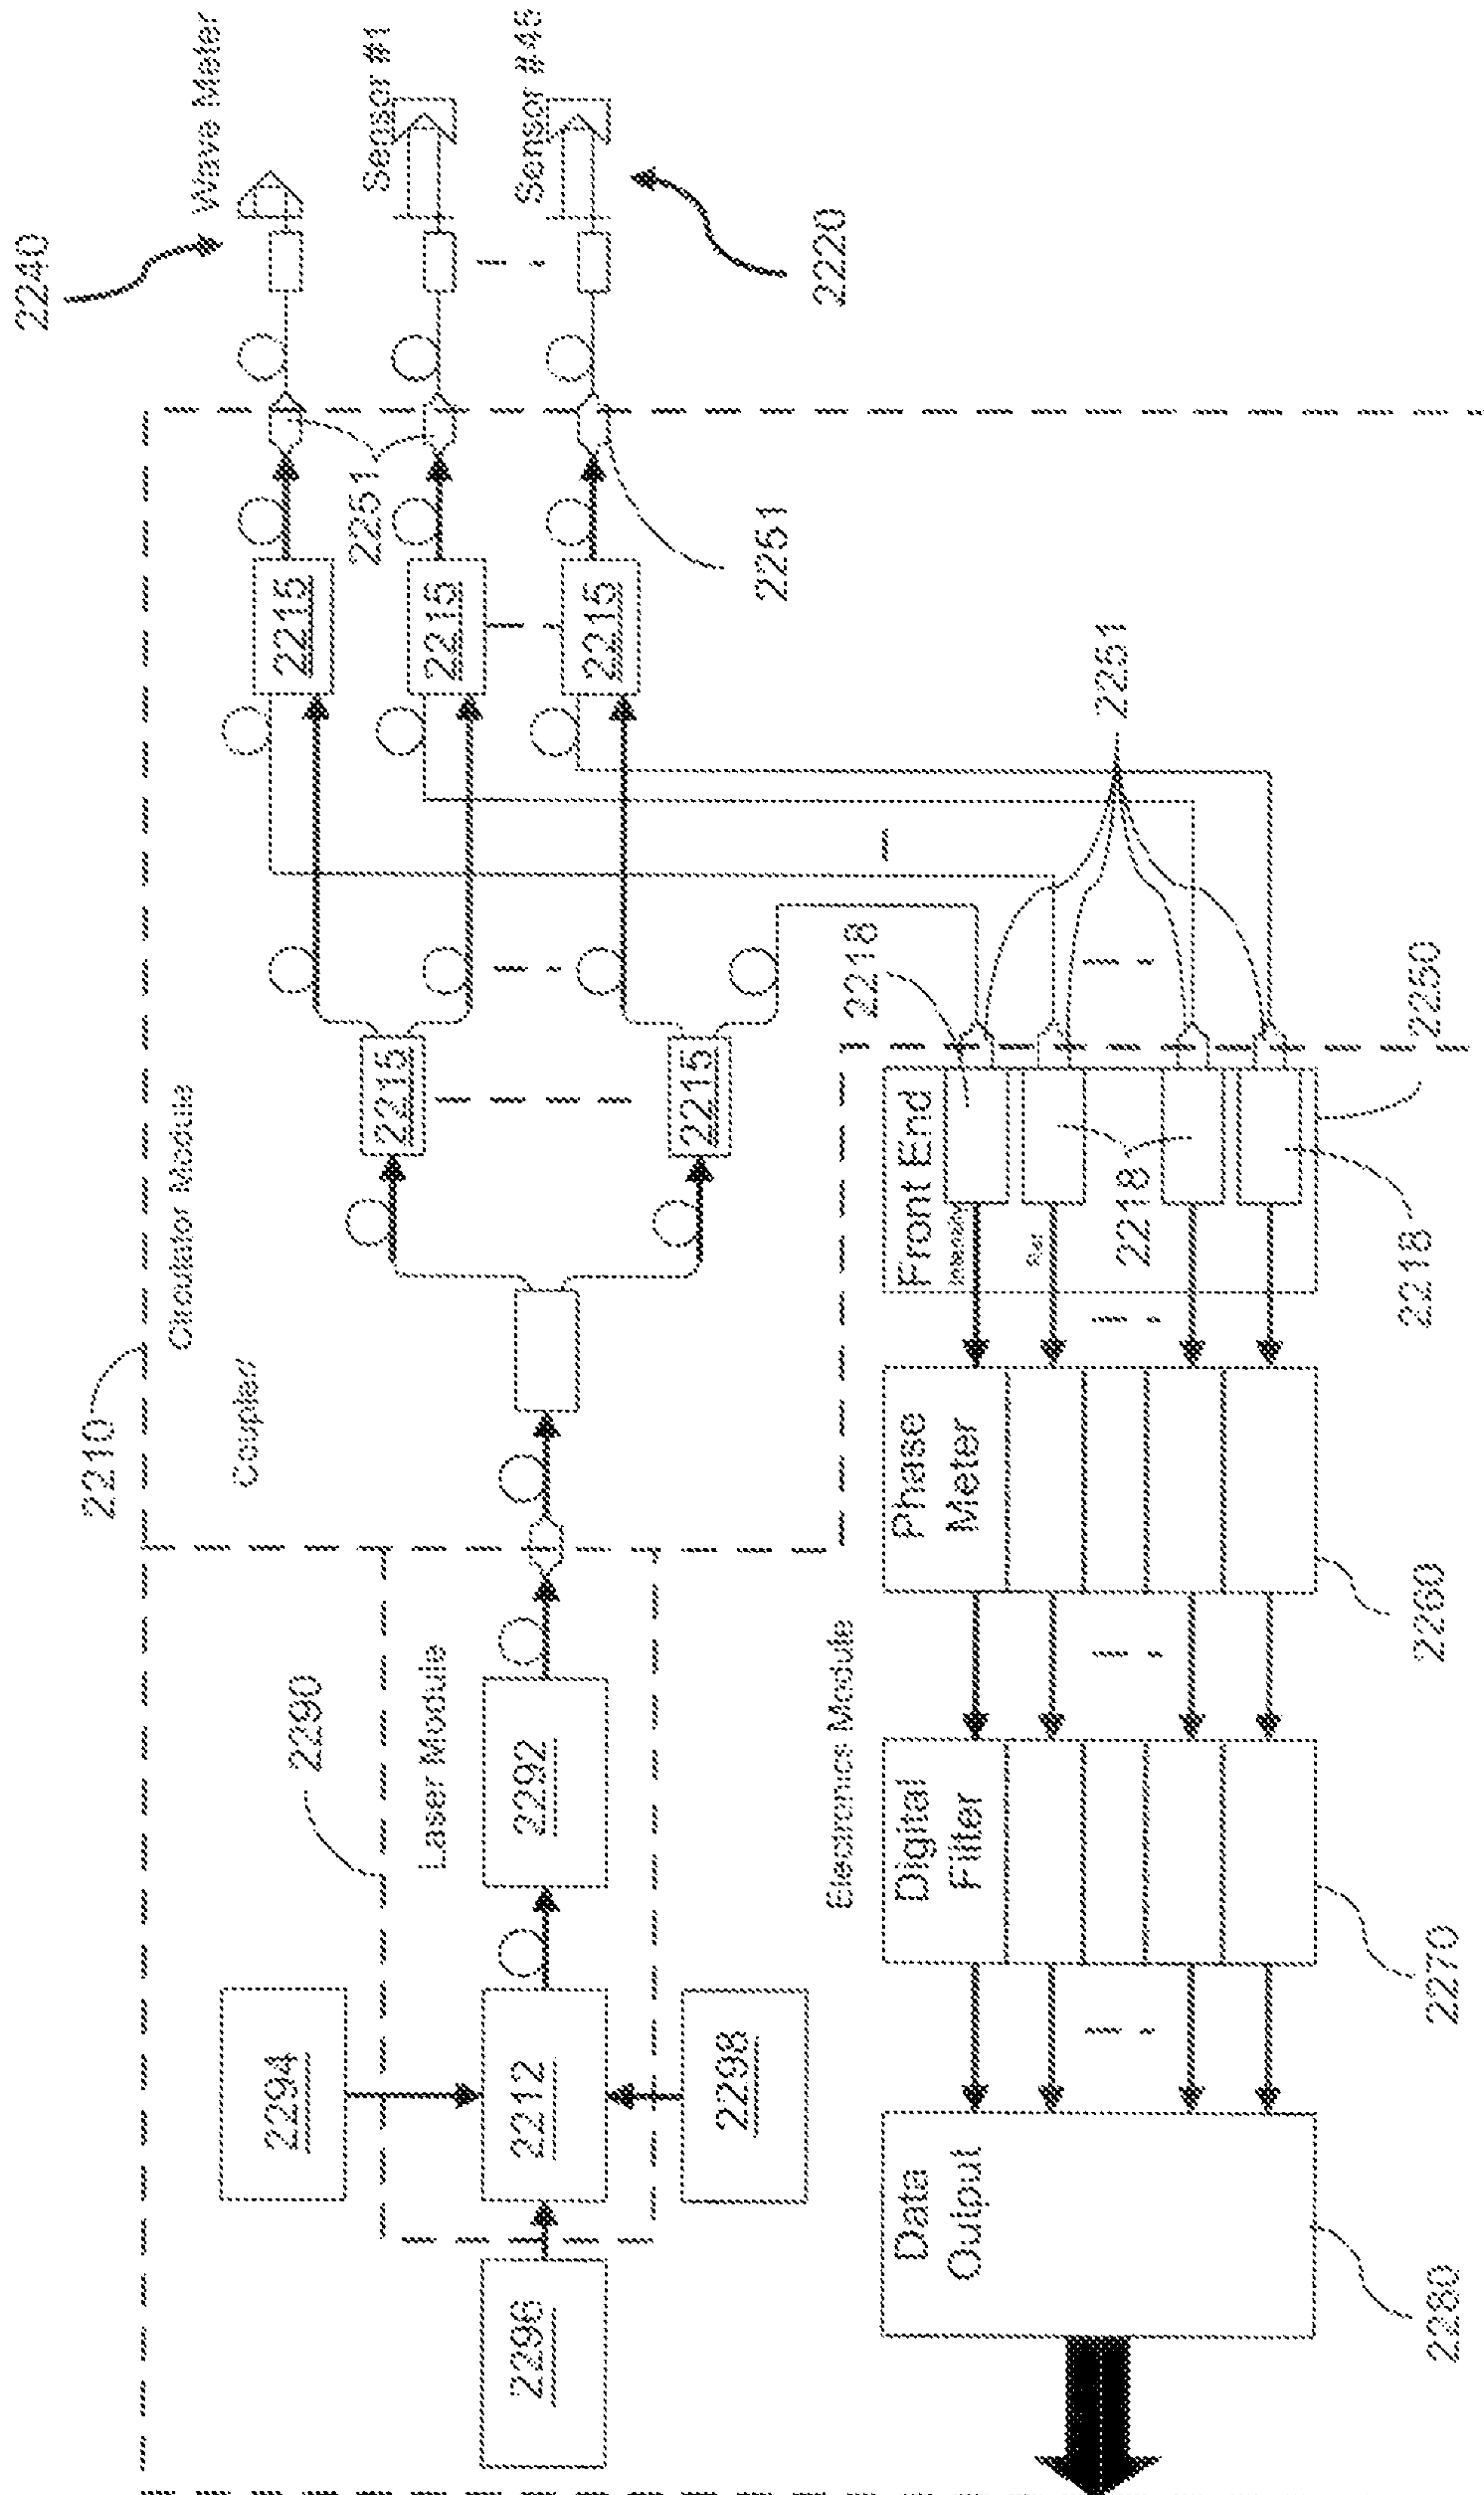 2240
Wave Meter
Sensor #1
Sensor #48
2220
2210
Circulator Module
Coupler/
2215
2215
2215
2215
2215
2251
2251
2251
2290
Laser Module
2294
2296
2212
2292
2298
Electronics Module
2218
Front End
Intensity
Ref
2218
2218
2250
Phase
Meter
2260
Digital
Filter
2270
Data
Output
2280